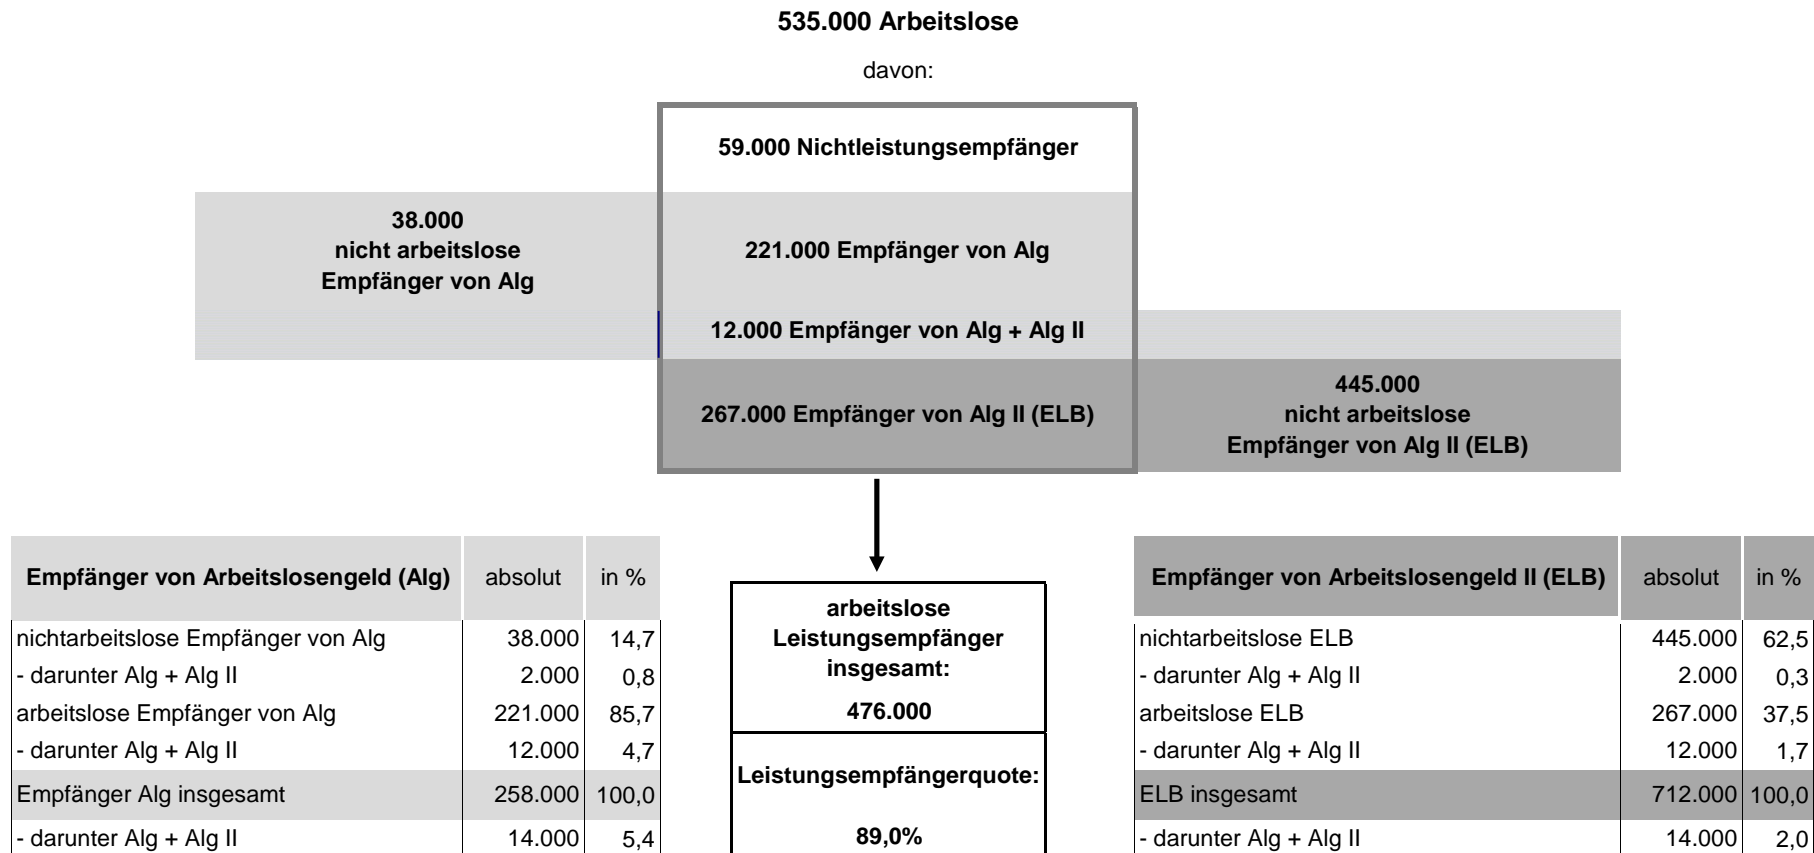 535.000 Arbeitslose
davon:
59.000 Nichtleistungsempfänger
38.000
nicht arbeitslose
Empfänger von Alg
221.000 Empfänger von Alg
12.000 Empfänger von Alg + Alg II
267.000 Empfänger von Alg II (ELB)
445.000
nicht arbeitslose
Empfänger von Alg II (ELB)
Empfänger von Arbeitslosengeld (Alg) absolut in %
nichtarbeitslose Empfänger von Alg 38.000 14,7
- darunter Alg + Alg II 2.000 0,8
arbeitslose Empfänger von Alg 221.000 85,7
- darunter Alg + Alg II 12.000 4,7
Empfänger Alg insgesamt 258.000 100,0
- darunter Alg + Alg II 14.000 5,4
arbeitslose
Leistungsempfänger
insgesamt:
476.000
Leistungsempfängerquote:
89,0%
Empfänger von Arbeitslosengeld II (ELB) absolut in %
nichtarbeitslose ELB 445.000 62,5
- darunter Alg + Alg II 2.000 0,3
arbeitslose ELB 267.000 37,5
- darunter Alg + Alg II 12.000 1,7
ELB insgesamt 712.000 100,0
- darunter Alg + Alg II 14.000 2,0